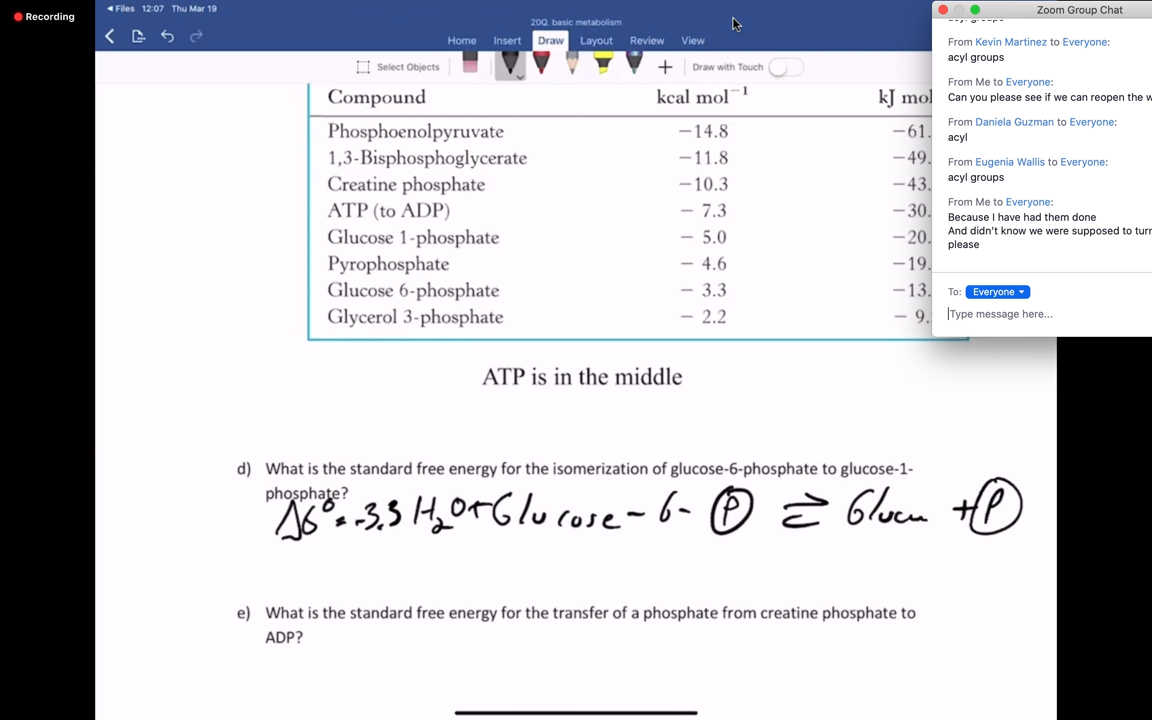 Recording
Files 12:07 Thu Mar 19
20Q. basic metabolism
Home Insert Draw Layout Review View
Select Objects
Draw with Touch
Compound kcal mol⁻¹ kJ mol
Phosphoenolpyruvate −14.8 −61.
1,3-Bisphosphoglycerate −11.8 −49.
Creatine phosphate −10.3 −43.
ATP (to ADP) − 7.3 −30.
Glucose 1-phosphate − 5.0 −20.
Pyrophosphate − 4.6 −19.
Glucose 6-phosphate − 3.3 −13.
Glycerol 3-phosphate − 2.2 − 9.
ATP is in the middle
d) What is the standard free energy for the isomerization of glucose-6-phosphate to glucose-1-
phosphate?
ΔG° = -3.3 H₂O + Glucose - 6 - P ⇌ + P
e) What is the standard free energy for the transfer of a phosphate from creatine phosphate to
ADP?
Zoom Group Chat
From Kevin Martinez to Everyone:
acyl groups
From Me to Everyone:
Can you please see if we can reopen the
From Daniela Guzman to Everyone:
acyl
From Eugenia Wallis to Everyone:
acyl groups
From Me to Everyone:
Because I have had them done
And didn't know we were supposed to turn
please
To: Everyone
Type message here...